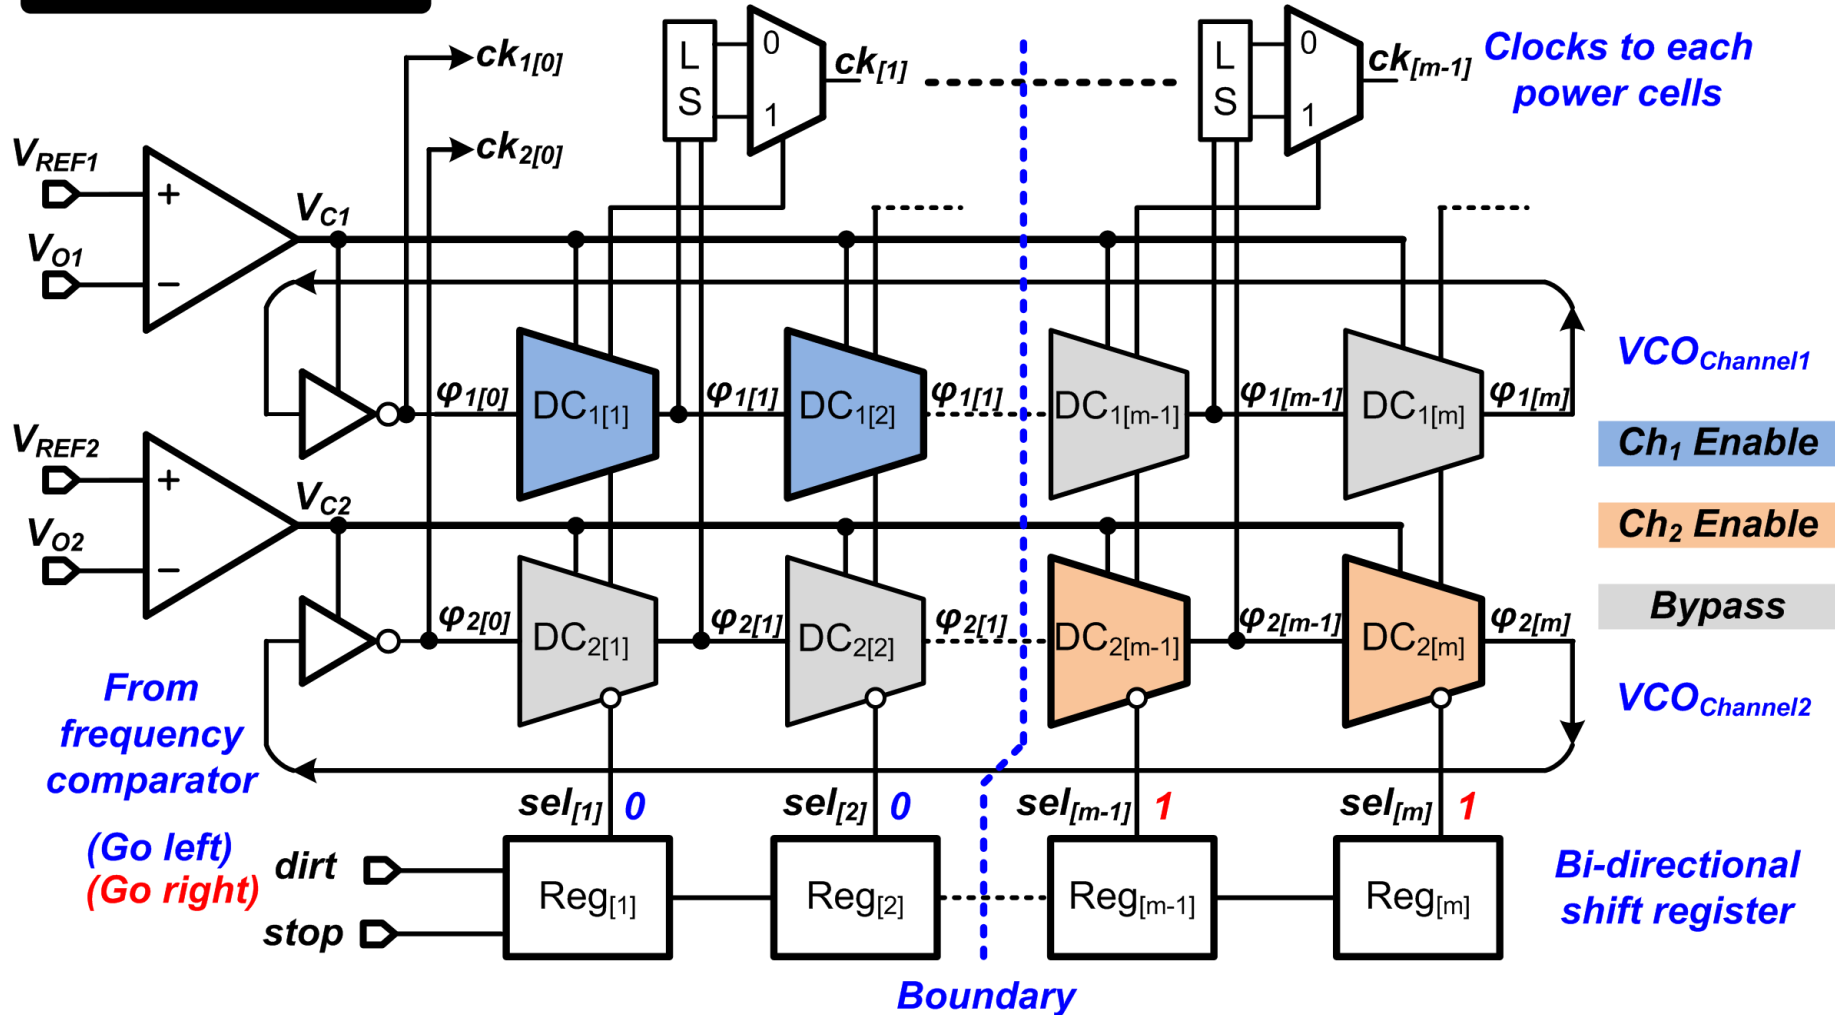 ck1[0]
L
S
0
1
ck[1]
L
S
0
1
ck[m-1]
Clocks to each
power cells
ck2[0]
VREF1
+
VC1
VO1
−
φ1[0]
DC1[1]
φ1[1]
DC1[2]
φ1[1]
DC1[m-1]
φ1[m-1]
DC1[m]
φ1[m]
VCOChannel1
Ch1 Enable
VREF2
+
VC2
VO2
−
Ch2 Enable
Bypass
φ2[0]
DC2[1]
φ2[1]
DC2[2]
φ2[1]
DC2[m-1]
φ2[m-1]
DC2[m]
φ2[m]
VCOChannel2
From
frequency
comparator
(Go left)
(Go right)
sel[1] 0
sel[2] 0
sel[m-1] 1
sel[m] 1
dirt
stop
Reg[1]
Reg[2]
Reg[m-1]
Reg[m]
Bi-directional
shift register
Boundary